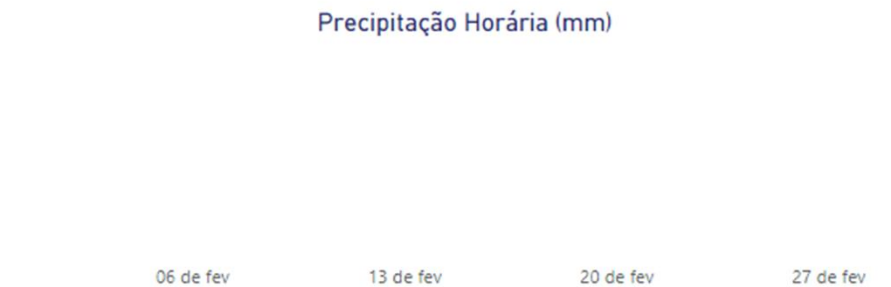 Precipitação Horária (mm)
06 de fev
13 de fev
20 de fev
27 de fev